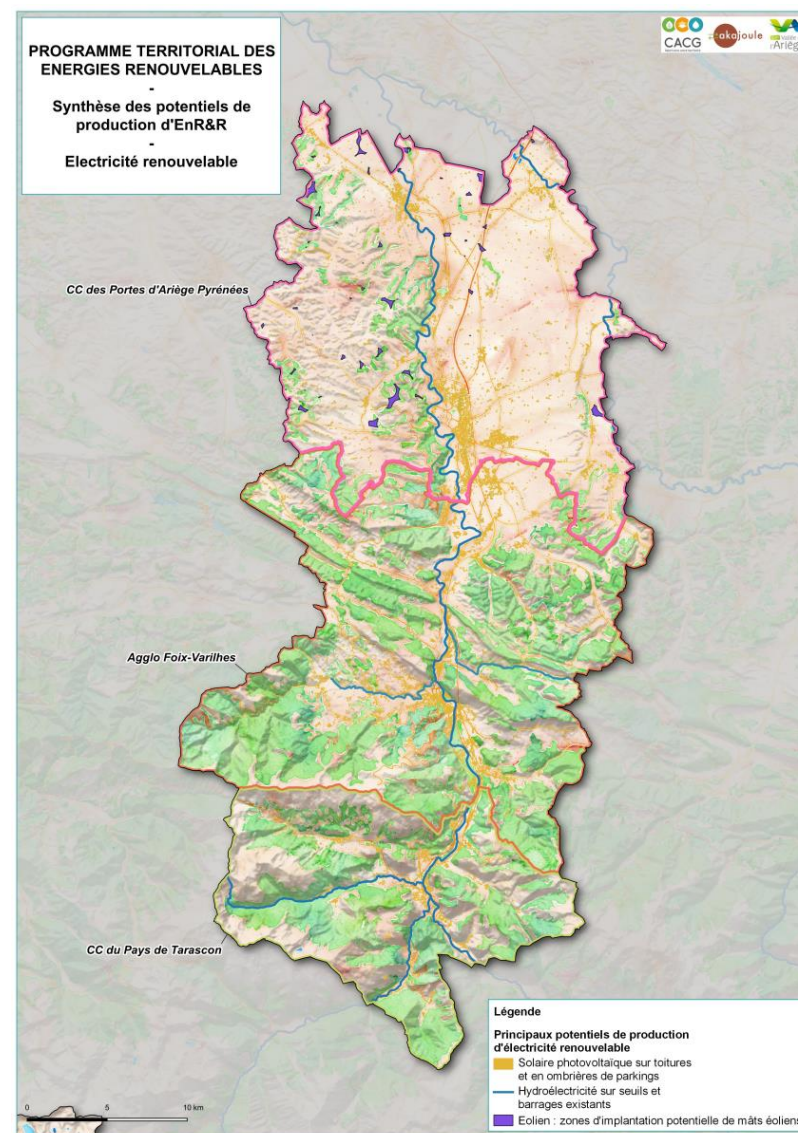 PROGRAMME TERRITORIAL DES
ENERGIES RENOUVELABLES
-
Synthèse des potentiels de
production d'EnR&R
-
Electricité renouvelable
CACG
akajoule
d'Ariège
CC des Portes d'Ariège Pyrénées
Agglo Foix-Varilhes
CC du Pays de Tarascon
Légende
Principaux potentiels de production
d'électricité renouvelable
Solaire photovoltaïque sur toitures
et en ombrières de parkings
Hydroélectricité sur seuils et
barrages existants
Eolien : zones d'implantation potentielle de mâts éoliens
0 5 10 km